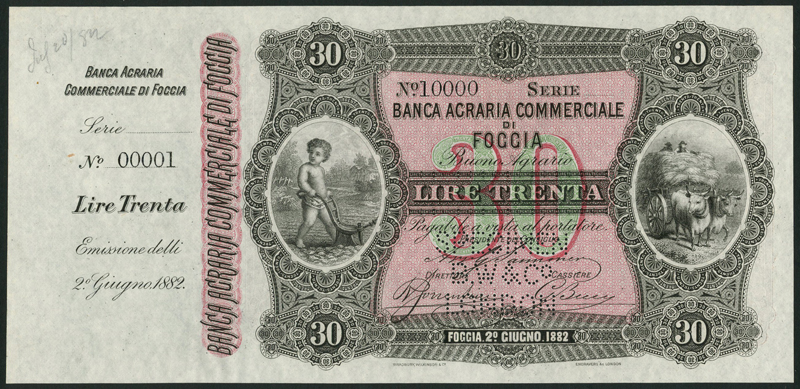 BANCA AGRARIA
COMMERCIALE DI FOGGIA
Serie
No 00001
Lire Trenta
Emissione delli
2º Giugno 1882.
BANCA AGRARIA COMMERCIALE DI FOGGIA
30
30
30
No 10000 SERIE
BANCA AGRARIA COMMERCIALE
DI
FOGGIA
30
Buono Agrario
LIRE TRENTA
Pagabile a vista al portatore.
DIRETTORE CASSIERE
30
FOGGIA, 2º GIUGNO, 1882
30